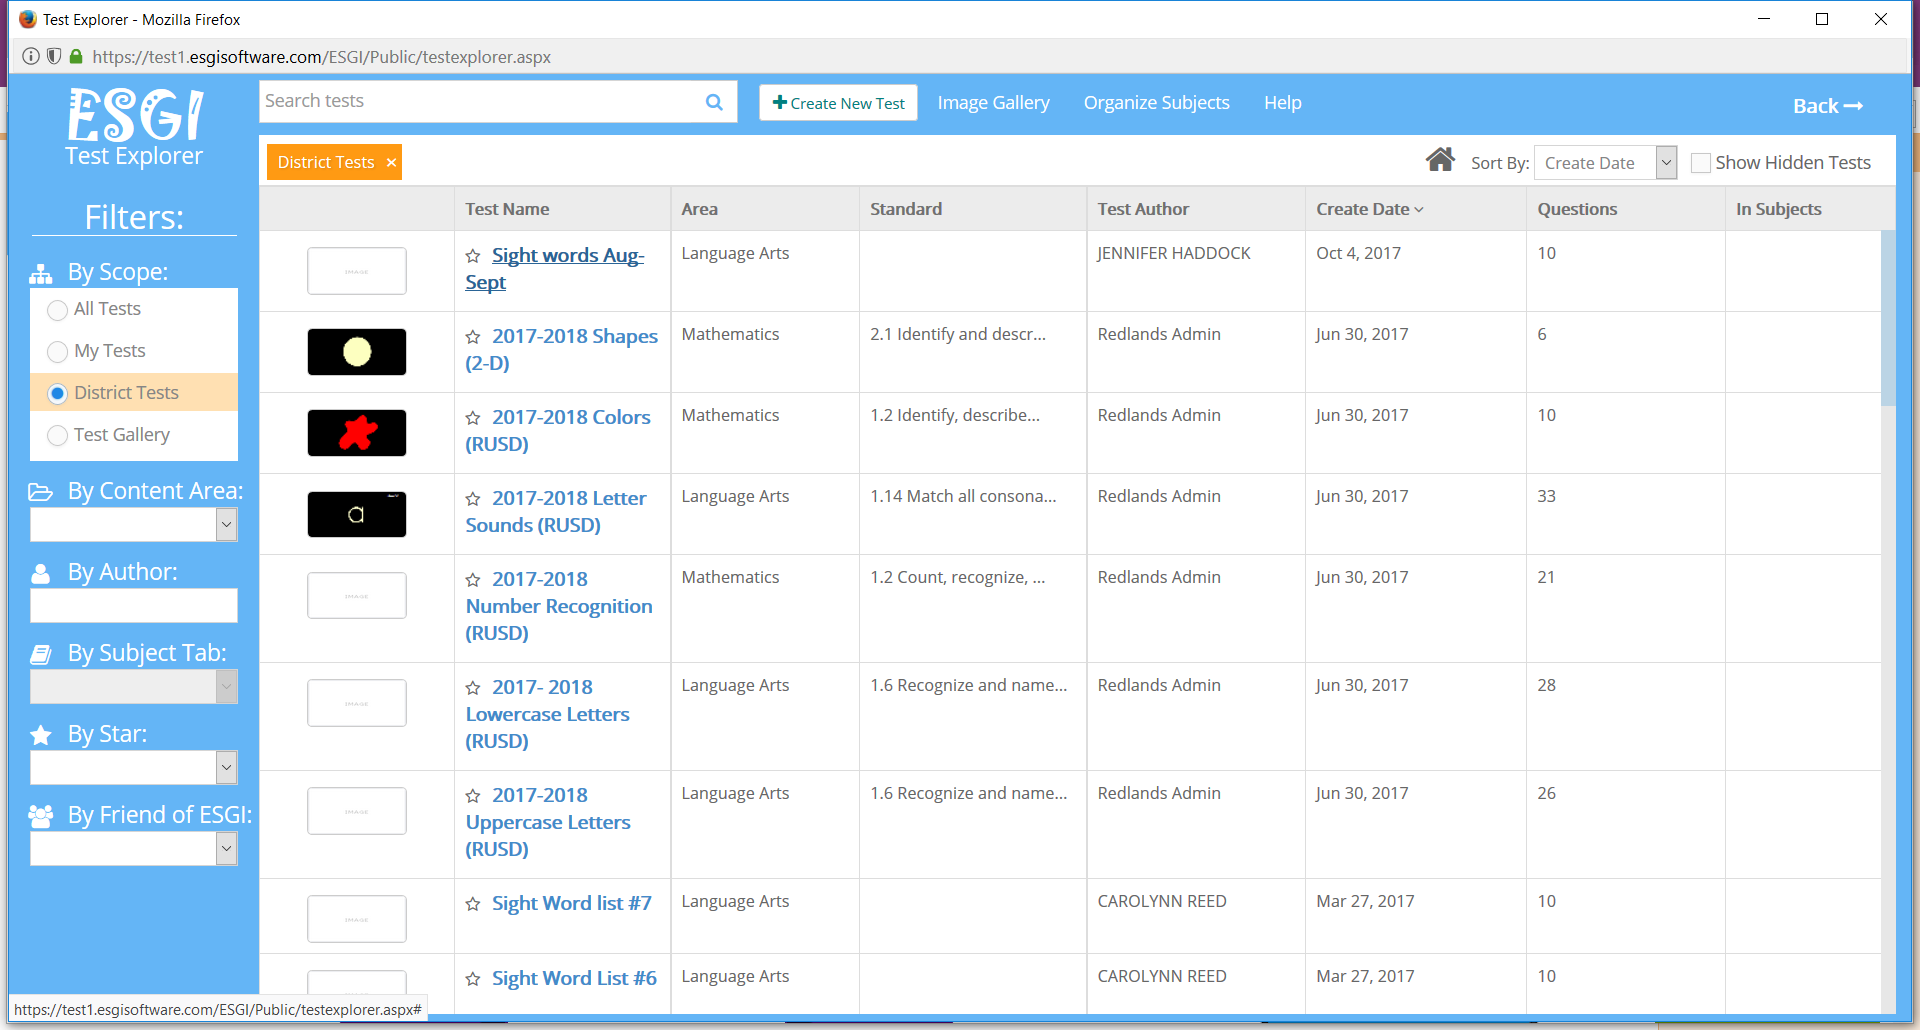 Test Explorer - Mozilla Firefox
https://test1.esgisoftware.com/ESGI/Public/testexplorer.aspx
ESGI
Test Explorer
Search tests
Create New Test
Image Gallery
Organize Subjects
Help
Back
Filters:
By Scope:
All Tests
My Tests
District Tests
Test Gallery
By Content Area:
By Author:
By Subject Tab:
By Star:
By Friend of ESGI:
District Tests ×
Sort By: Create Date
Show Hidden Tests
Test Name Area Standard Test Author Create Date Questions In Subjects
IMAGE Sight words Aug- Language Arts JENNIFER HADDOCK Oct 4, 2017 10
Sept
2017-2018 Shapes Mathematics 2.1 Identify and descr... Redlands Admin Jun 30, 2017 6
(2-D)
2017-2018 Colors Mathematics 1.2 Identify, describe... Redlands Admin Jun 30, 2017 10
(RUSD)
a 2017-2018 Letter Language Arts 1.14 Match all consona... Redlands Admin Jun 30, 2017 33
Sounds (RUSD)
IMAGE 2017-2018 Mathematics 1.2 Count, recognize, ... Redlands Admin Jun 30, 2017 21
Number Recognition
(RUSD)
IMAGE 2017- 2018 Language Arts 1.6 Recognize and name... Redlands Admin Jun 30, 2017 28
Lowercase Letters
(RUSD)
IMAGE 2017-2018 Language Arts 1.6 Recognize and name... Redlands Admin Jun 30, 2017 26
Uppercase Letters
(RUSD)
IMAGE Sight Word list #7 Language Arts CAROLYNN REED Mar 27, 2017 10
IMAGE Sight Word List #6 Language Arts CAROLYNN REED Mar 27, 2017 10
https://test1.esgisoftware.com/ESGI/Public/testexplorer.aspx#